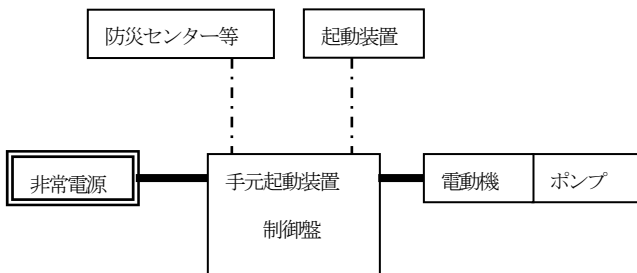 防災センター等
起動装置
非常電源
手元起動装置
制御盤
電動機
ポンプ